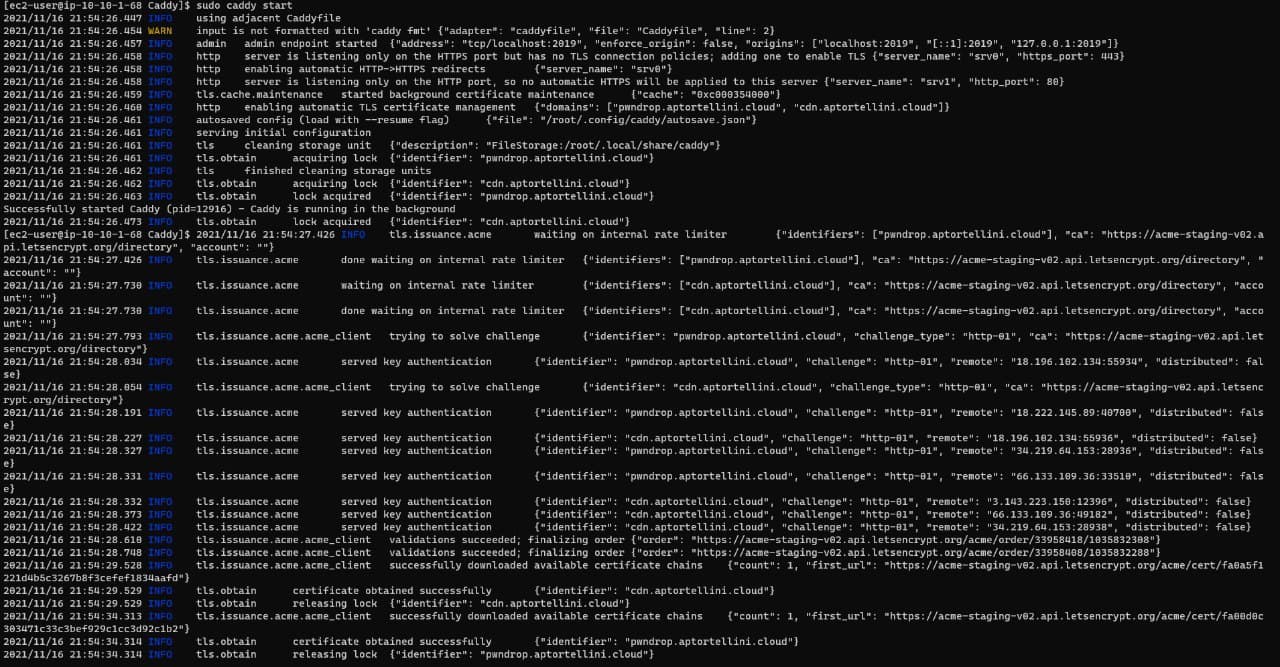 [ec2-user@ip-10-10-1-68 Caddy]$ sudo caddy start
2021/11/16 21:54:26.447 INFO using adjacent Caddyfile
2021/11/16 21:54:26.454 WARN input is not formatted with 'caddy fmt' {"adapter": "caddyfile", "file": "Caddyfile", "line": 2}
2021/11/16 21:54:26.457 INFO admin admin endpoint started {"address": "tcp/localhost:2019", "enforce_origin": false, "origins": ["localhost:2019", "[::1]:2019", "127.0.0.1:2019"]}
2021/11/16 21:54:26.458 INFO http server is listening only on the HTTPS port but has no TLS connection policies; adding one to enable TLS {"server_name": "srv0", "https_port": 443}
2021/11/16 21:54:26.458 INFO http enabling automatic HTTP->HTTPS redirects {"server_name": "srv0"}
2021/11/16 21:54:26.458 INFO http server is listening only on the HTTP port, so no automatic HTTPS will be applied to this server {"server_name": "srv1", "http_port": 80}
2021/11/16 21:54:26.459 INFO tls.cache.maintenance started background certificate maintenance {"cache": "0xc000354000"}
2021/11/16 21:54:26.460 INFO http enabling automatic TLS certificate management {"domains": ["pwndrop.aptortellini.cloud", "cdn.aptortellini.cloud"]}
2021/11/16 21:54:26.461 INFO autosaved config (load with --resume flag) {"file": "/root/.config/caddy/autosave.json"}
2021/11/16 21:54:26.461 INFO serving initial configuration
2021/11/16 21:54:26.461 INFO tls cleaning storage unit {"description": "FileStorage:/root/.local/share/caddy"}
2021/11/16 21:54:26.461 INFO tls.obtain acquiring lock {"identifier": "pwndrop.aptortellini.cloud"}
2021/11/16 21:54:26.462 INFO tls finished cleaning storage units
2021/11/16 21:54:26.462 INFO tls.obtain acquiring lock {"identifier": "cdn.aptortellini.cloud"}
2021/11/16 21:54:26.463 INFO tls.obtain lock acquired {"identifier": "pwndrop.aptortellini.cloud"}
Successfully started Caddy (pid=12916) - Caddy is running in the background
2021/11/16 21:54:26.473 INFO tls.obtain lock acquired {"identifier": "cdn.aptortellini.cloud"}
[ec2-user@ip-10-10-1-68 Caddy]$ 2021/11/16 21:54:27.426 INFO tls.issuance.acme waiting on internal rate limiter {"identifiers": ["pwndrop.aptortellini.cloud"], "ca": "https://acme-staging-v02.a
pi.letsencrypt.org/directory", "account": ""}
2021/11/16 21:54:27.426 INFO tls.issuance.acme done waiting on internal rate limiter {"identifiers": ["pwndrop.aptortellini.cloud"], "ca": "https://acme-staging-v02.api.letsencrypt.org/directory", "
account": ""}
2021/11/16 21:54:27.730 INFO tls.issuance.acme waiting on internal rate limiter {"identifiers": ["cdn.aptortellini.cloud"], "ca": "https://acme-staging-v02.api.letsencrypt.org/directory", "acco
unt": ""}
2021/11/16 21:54:27.730 INFO tls.issuance.acme done waiting on internal rate limiter {"identifiers": ["cdn.aptortellini.cloud"], "ca": "https://acme-staging-v02.api.letsencrypt.org/directory", "acco
unt": ""}
2021/11/16 21:54:27.793 INFO tls.issuance.acme.acme_client trying to solve challenge {"identifier": "pwndrop.aptortellini.cloud", "challenge_type": "http-01", "ca": "https://acme-staging-v02.api.let
sencrypt.org/directory"}
2021/11/16 21:54:28.034 INFO tls.issuance.acme served key authentication {"identifier": "pwndrop.aptortellini.cloud", "challenge": "http-01", "remote": "18.196.102.134:55934", "distributed": fal
se}
2021/11/16 21:54:28.054 INFO tls.issuance.acme.acme_client trying to solve challenge {"identifier": "cdn.aptortellini.cloud", "challenge_type": "http-01", "ca": "https://acme-staging-v02.api.letsenc
rypt.org/directory"}
2021/11/16 21:54:28.191 INFO tls.issuance.acme served key authentication {"identifier": "pwndrop.aptortellini.cloud", "challenge": "http-01", "remote": "18.222.145.89:40700", "distributed": fals
e}
2021/11/16 21:54:28.227 INFO tls.issuance.acme served key authentication {"identifier": "cdn.aptortellini.cloud", "challenge": "http-01", "remote": "18.196.102.134:55936", "distributed": false}
2021/11/16 21:54:28.327 INFO tls.issuance.acme served key authentication {"identifier": "pwndrop.aptortellini.cloud", "challenge": "http-01", "remote": "34.219.64.153:28936", "distributed": fals
e}
2021/11/16 21:54:28.331 INFO tls.issuance.acme served key authentication {"identifier": "pwndrop.aptortellini.cloud", "challenge": "http-01", "remote": "66.133.109.36:33510", "distributed": fals
e}
2021/11/16 21:54:28.332 INFO tls.issuance.acme served key authentication {"identifier": "cdn.aptortellini.cloud", "challenge": "http-01", "remote": "3.143.223.150:12396", "distributed": false}
2021/11/16 21:54:28.373 INFO tls.issuance.acme served key authentication {"identifier": "cdn.aptortellini.cloud", "challenge": "http-01", "remote": "66.133.109.36:49182", "distributed": false}
2021/11/16 21:54:28.422 INFO tls.issuance.acme served key authentication {"identifier": "cdn.aptortellini.cloud", "challenge": "http-01", "remote": "34.219.64.153:28938", "distributed": false}
2021/11/16 21:54:28.610 INFO tls.issuance.acme.acme_client validations succeeded; finalizing order {"order": "https://acme-staging-v02.api.letsencrypt.org/acme/order/33958418/1035832308"}
2021/11/16 21:54:28.748 INFO tls.issuance.acme.acme_client validations succeeded; finalizing order {"order": "https://acme-staging-v02.api.letsencrypt.org/acme/order/33958408/1035832288"}
2021/11/16 21:54:29.528 INFO tls.issuance.acme.acme_client successfully downloaded available certificate chains {"count": 1, "first_url": "https://acme-staging-v02.api.letsencrypt.org/acme/cert/fa0a5f1
221d4b5c3267b8f3cefef1834aafd"}
2021/11/16 21:54:29.529 INFO tls.obtain certificate obtained successfully {"identifier": "cdn.aptortellini.cloud"}
2021/11/16 21:54:29.529 INFO tls.obtain releasing lock {"identifier": "cdn.aptortellini.cloud"}
2021/11/16 21:54:34.313 INFO tls.issuance.acme.acme_client successfully downloaded available certificate chains {"count": 1, "first_url": "https://acme-staging-v02.api.letsencrypt.org/acme/cert/fa00d0c
303471c33c3bef929c1cc3d92c1b2"}
2021/11/16 21:54:34.314 INFO tls.obtain certificate obtained successfully {"identifier": "pwndrop.aptortellini.cloud"}
2021/11/16 21:54:34.314 INFO tls.obtain releasing lock {"identifier": "pwndrop.aptortellini.cloud"}